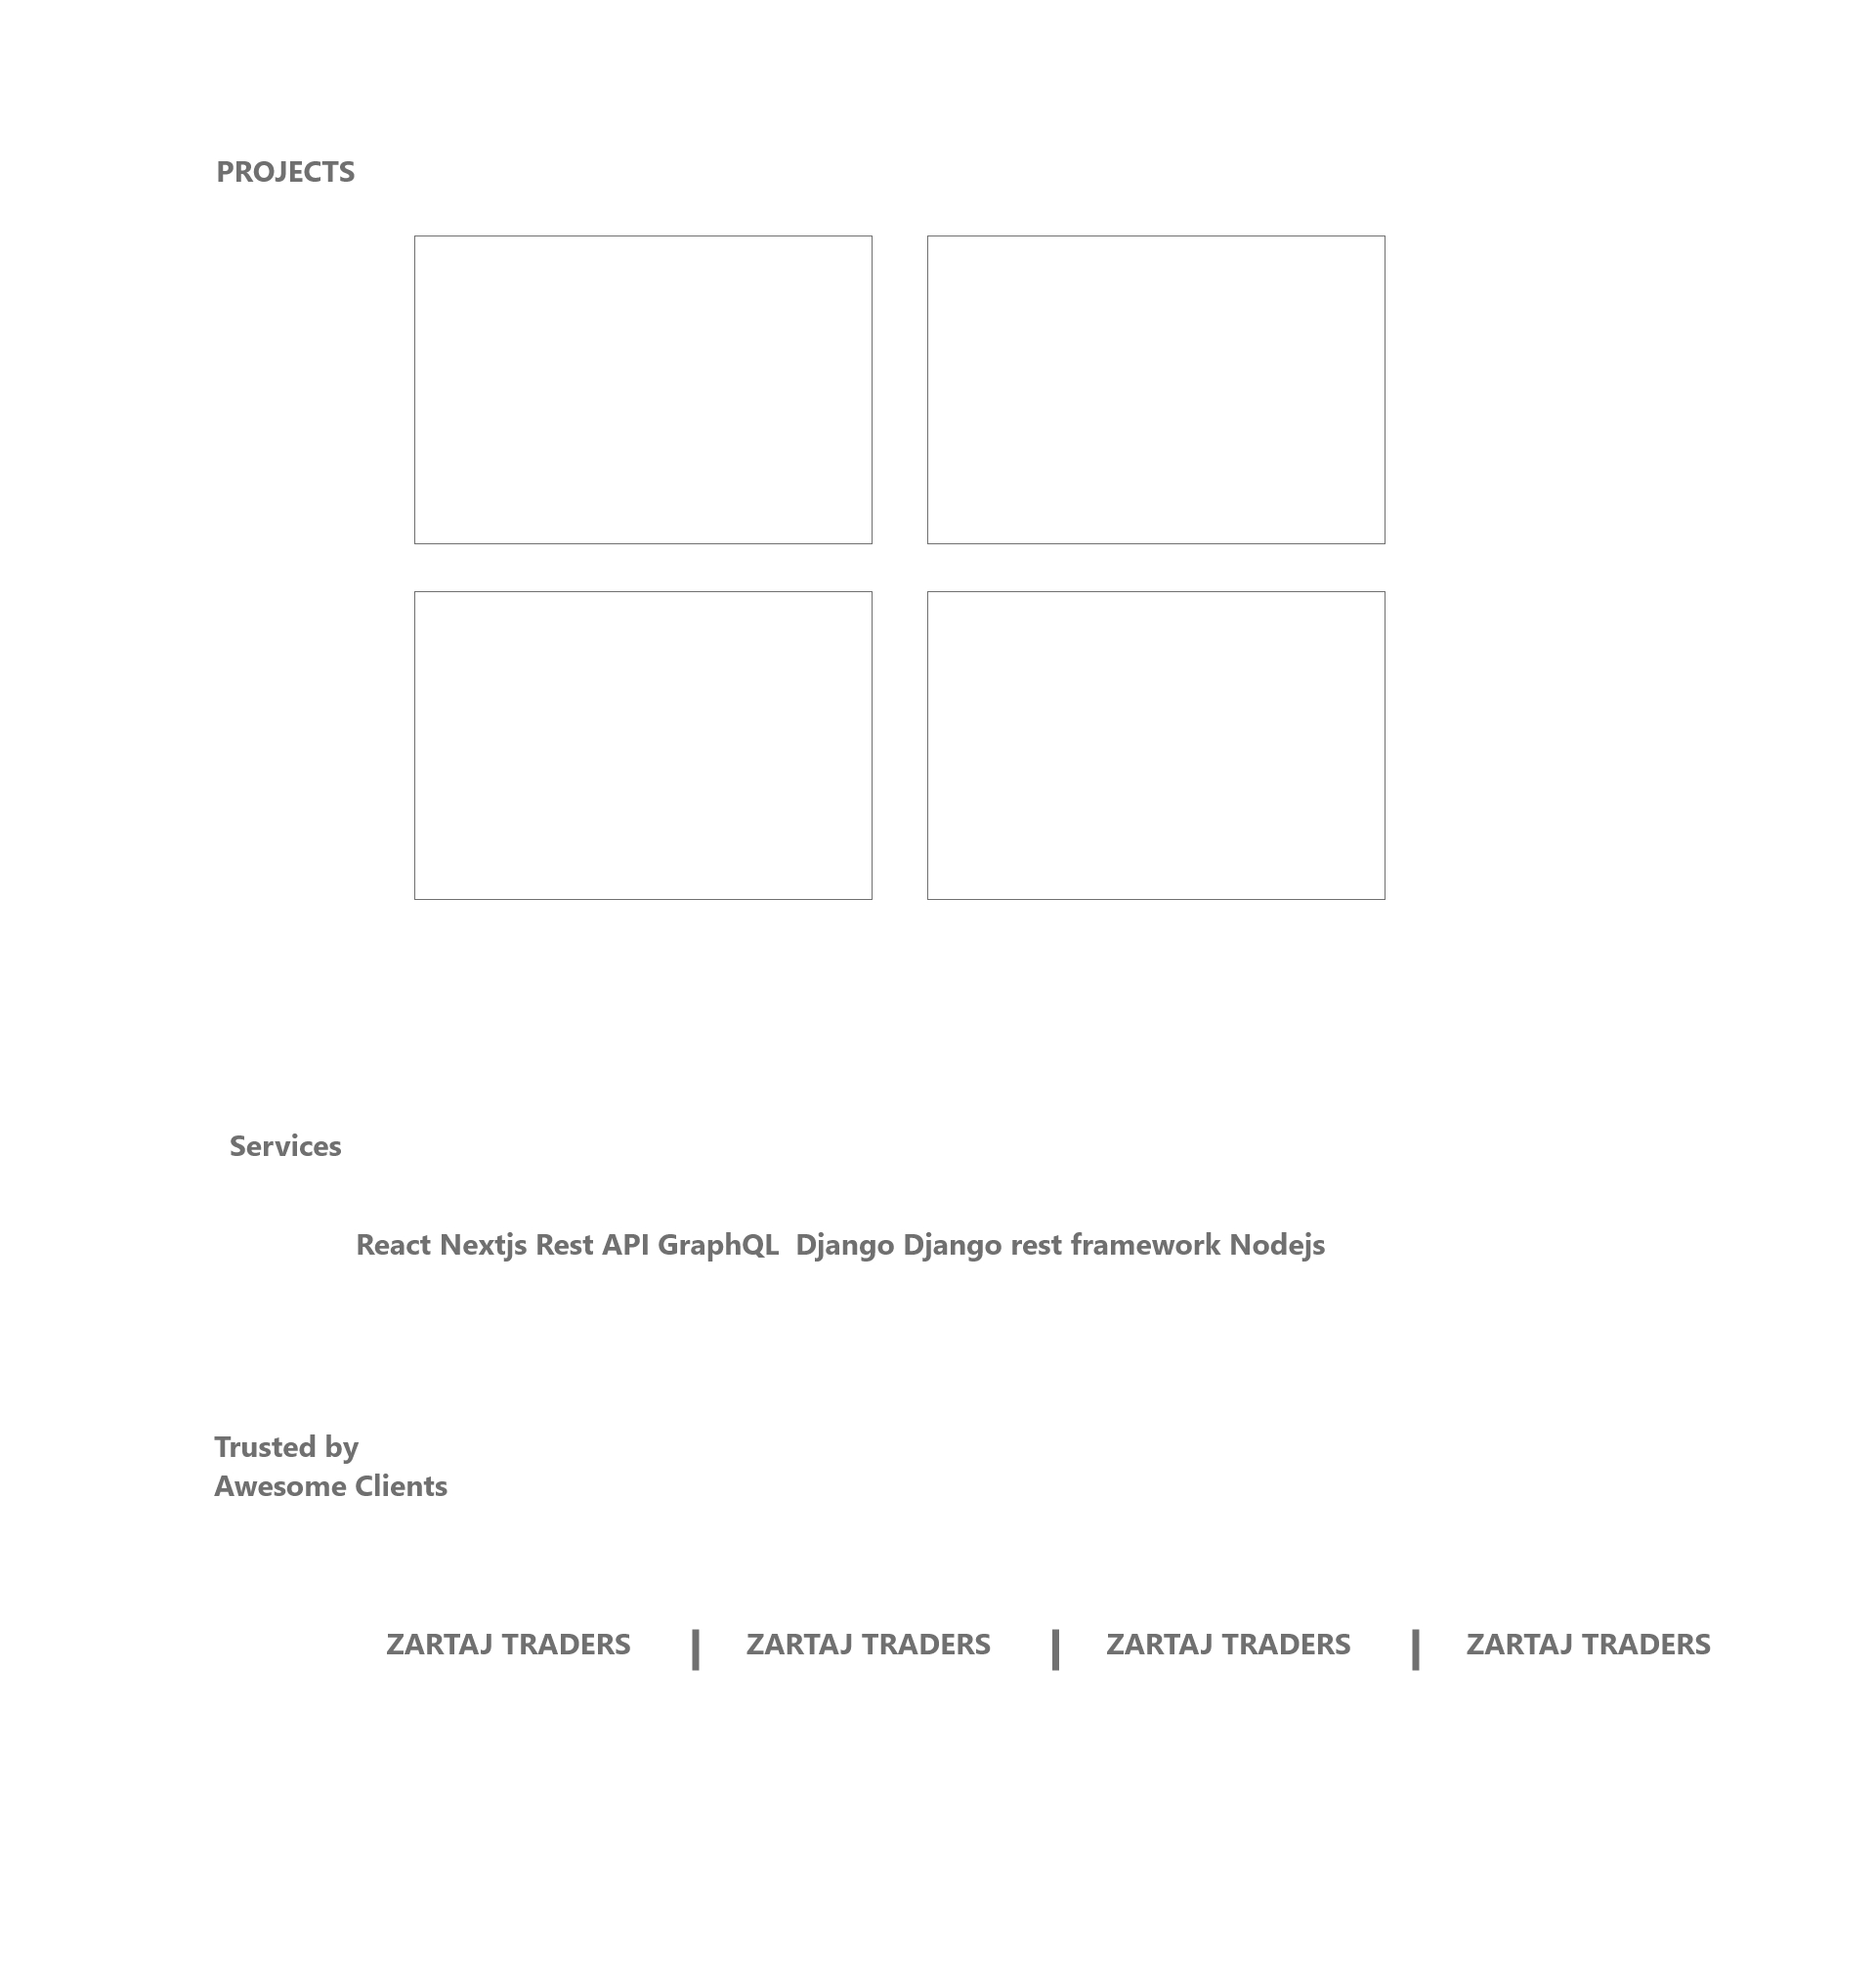 PROJECTS
Services
React Nextjs Rest API GraphQL  Django Django rest framework Nodejs
Trusted by
Awesome Clients
ZARTAJ TRADERS | ZARTAJ TRADERS | ZARTAJ TRADERS | ZARTAJ TRADERS